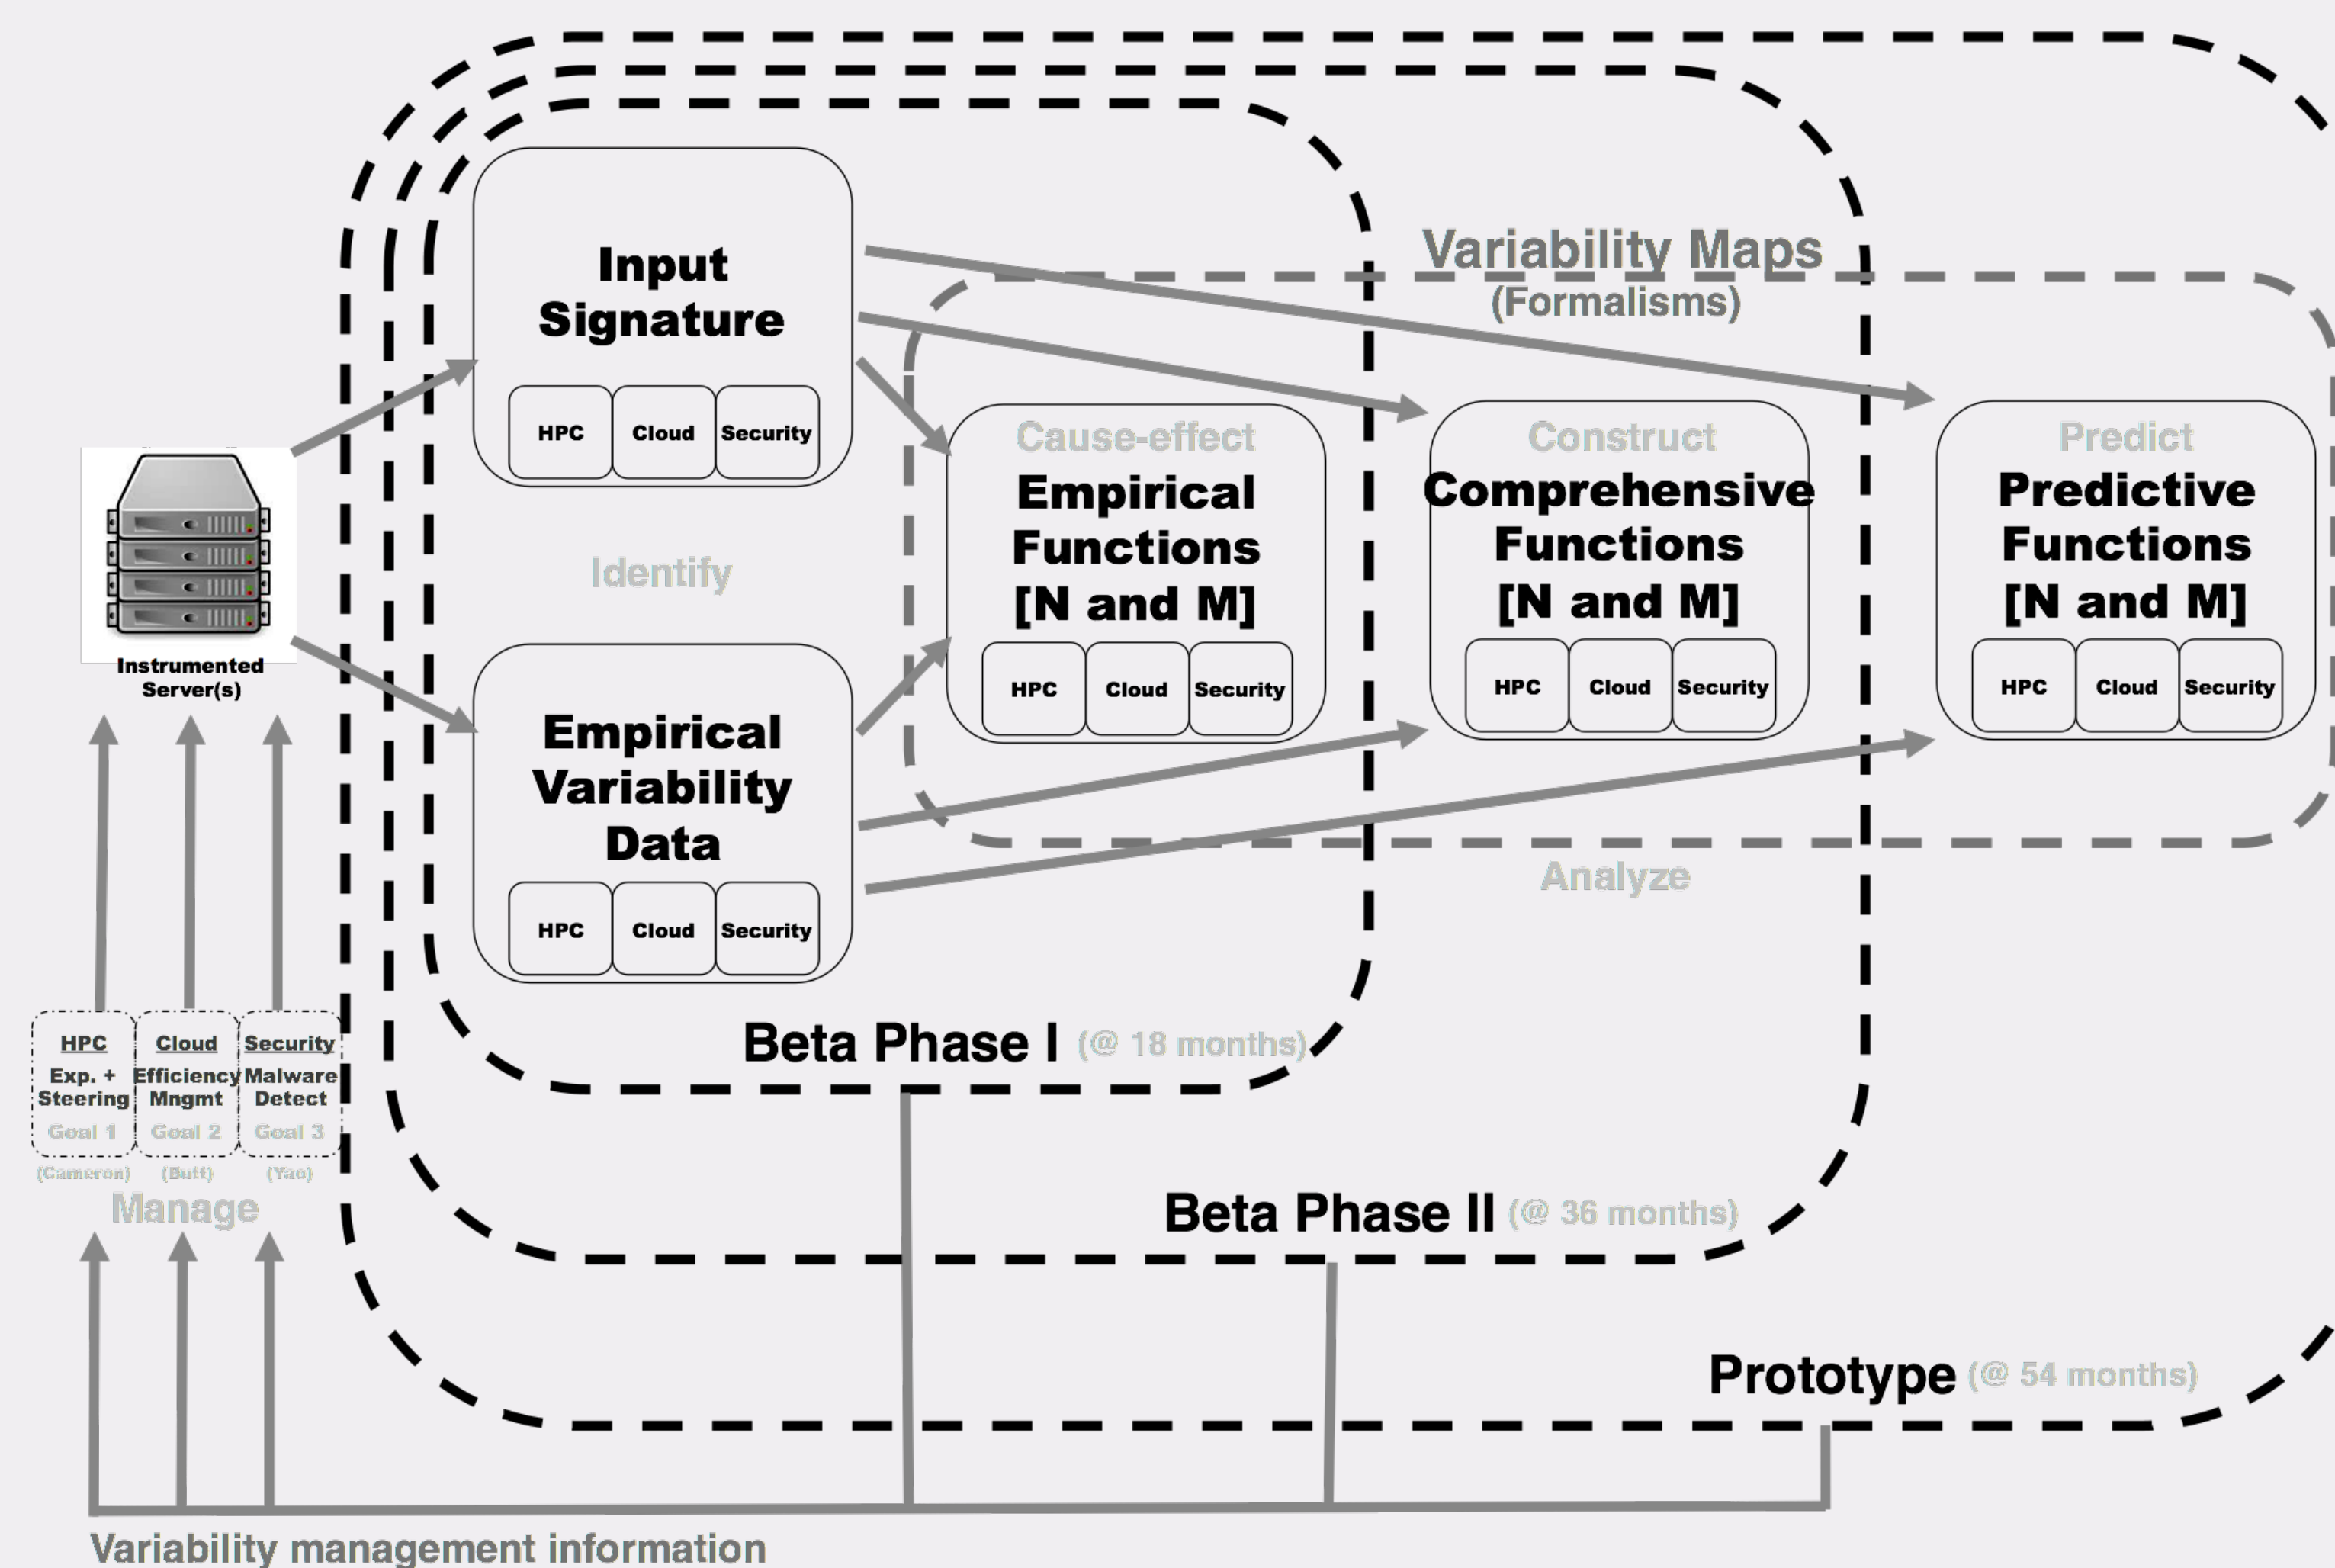 Variability Maps
(Formalisms)
Input
Signature
HPC Cloud Security
Identify
Instrumented
Server(s)
Empirical
Variability
Data
HPC Cloud Security
Cause-effect
Empirical
Functions
[N and M]
HPC Cloud Security
Construct
Comprehensive
Functions
[N and M]
HPC Cloud Security
Predict
Predictive
Functions
[N and M]
HPC Cloud Security
Analyze
HPC
Exp. +
Steering
Goal 1
(Cameron)
Cloud
Efficiency
Mngmt
Goal 2
(Butt)
Security
Malware
Detect
Goal 3
(Yao)
Manage
Beta Phase I (@ 18 months)
Beta Phase II (@ 36 months)
Prototype (@ 54 months)
Variability management information